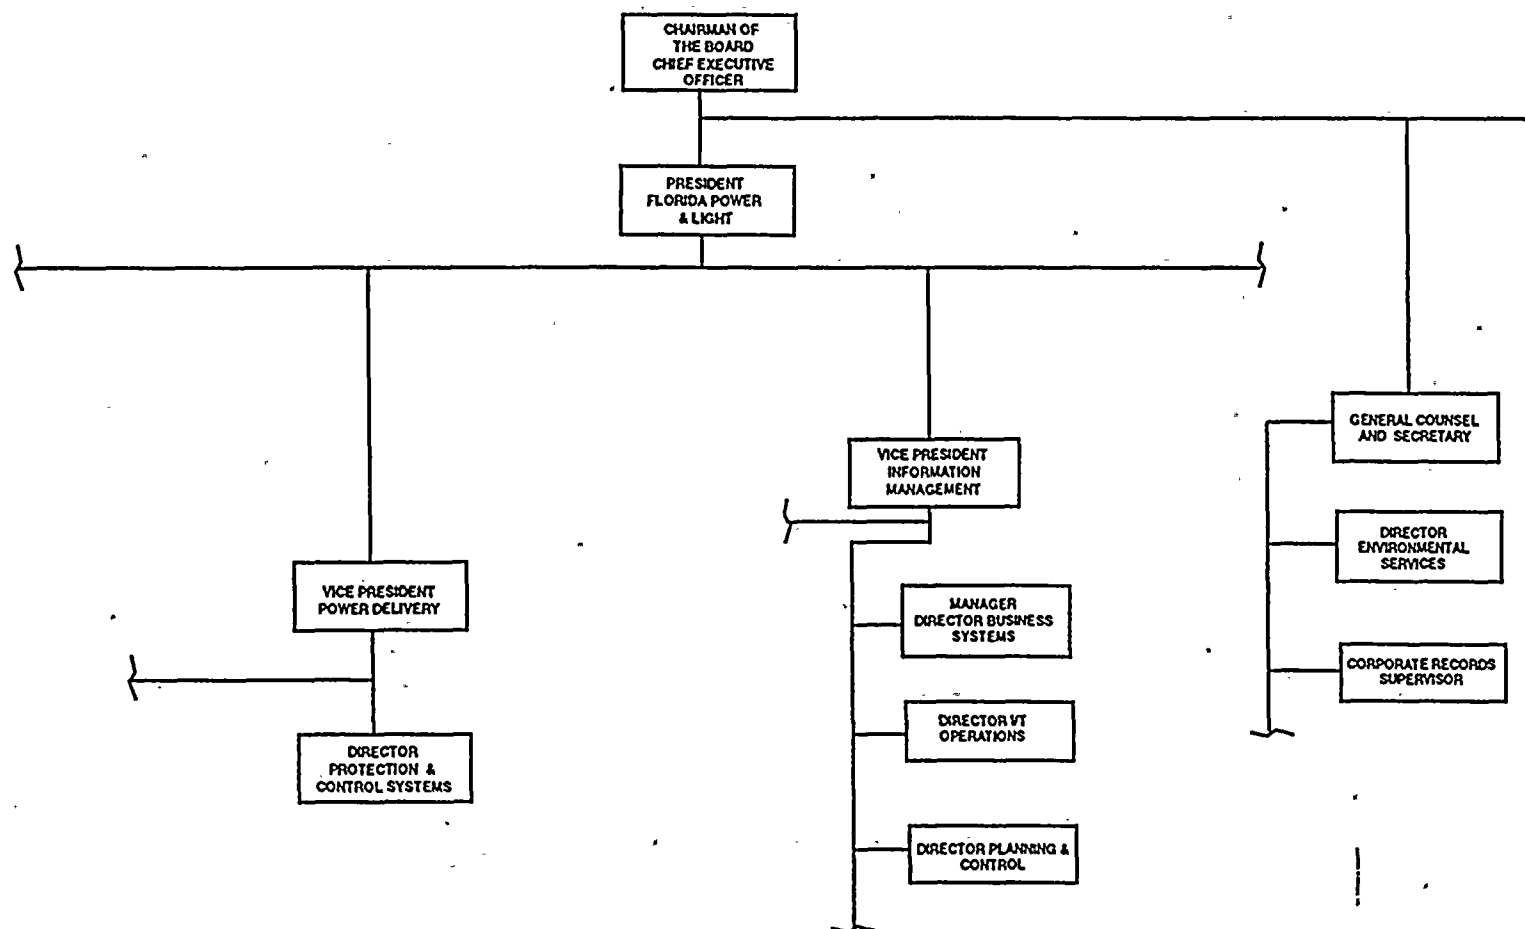 CHAIRMAN OF
THE BOARD
CHIEF EXECUTIVE
OFFICER
PRESIDENT
FLORIDA POWER
& LIGHT
GENERAL COUNSEL
AND SECRETARY
VICE PRESIDENT
INFORMATION
MANAGEMENT
DIRECTOR
ENVIRONMENTAL
SERVICES
VICE PRESIDENT
POWER DELIVERY
MANAGER
DIRECTOR BUSINESS
SYSTEMS
CORPORATE RECORDS
SUPERVISOR
DIRECTOR I/T
OPERATIONS
DIRECTOR
PROTECTION &
CONTROL SYSTEMS
DIRECTOR PLANNING &
CONTROL